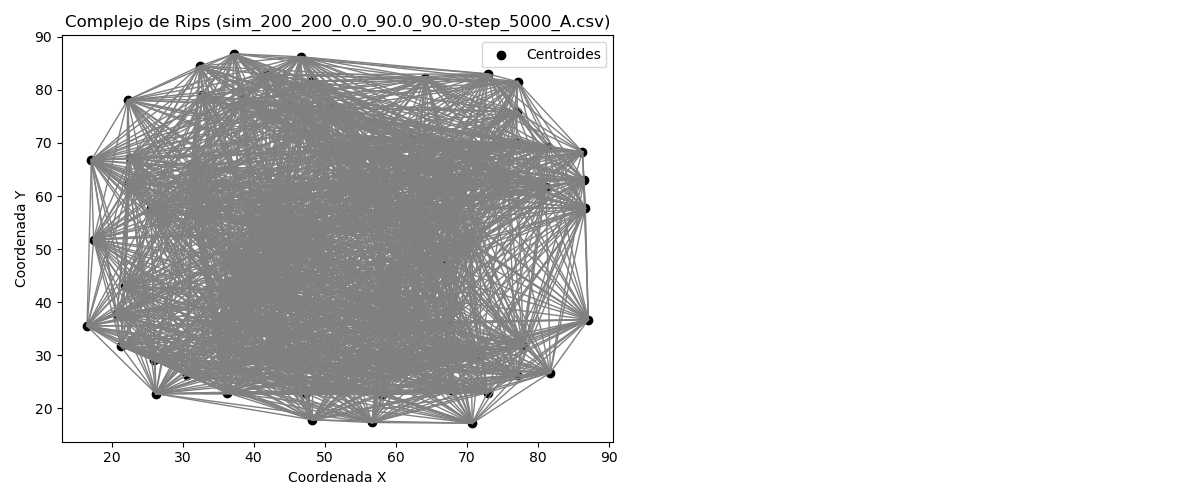 Complejo de Rips (sim_200_200_0.0_90.0_90.0-step_5000_A.csv)
Centroides
90
80
70
60
50
40
30
20
Coordenada Y
20 30 40 50 60 70 80 90
Coordenada X